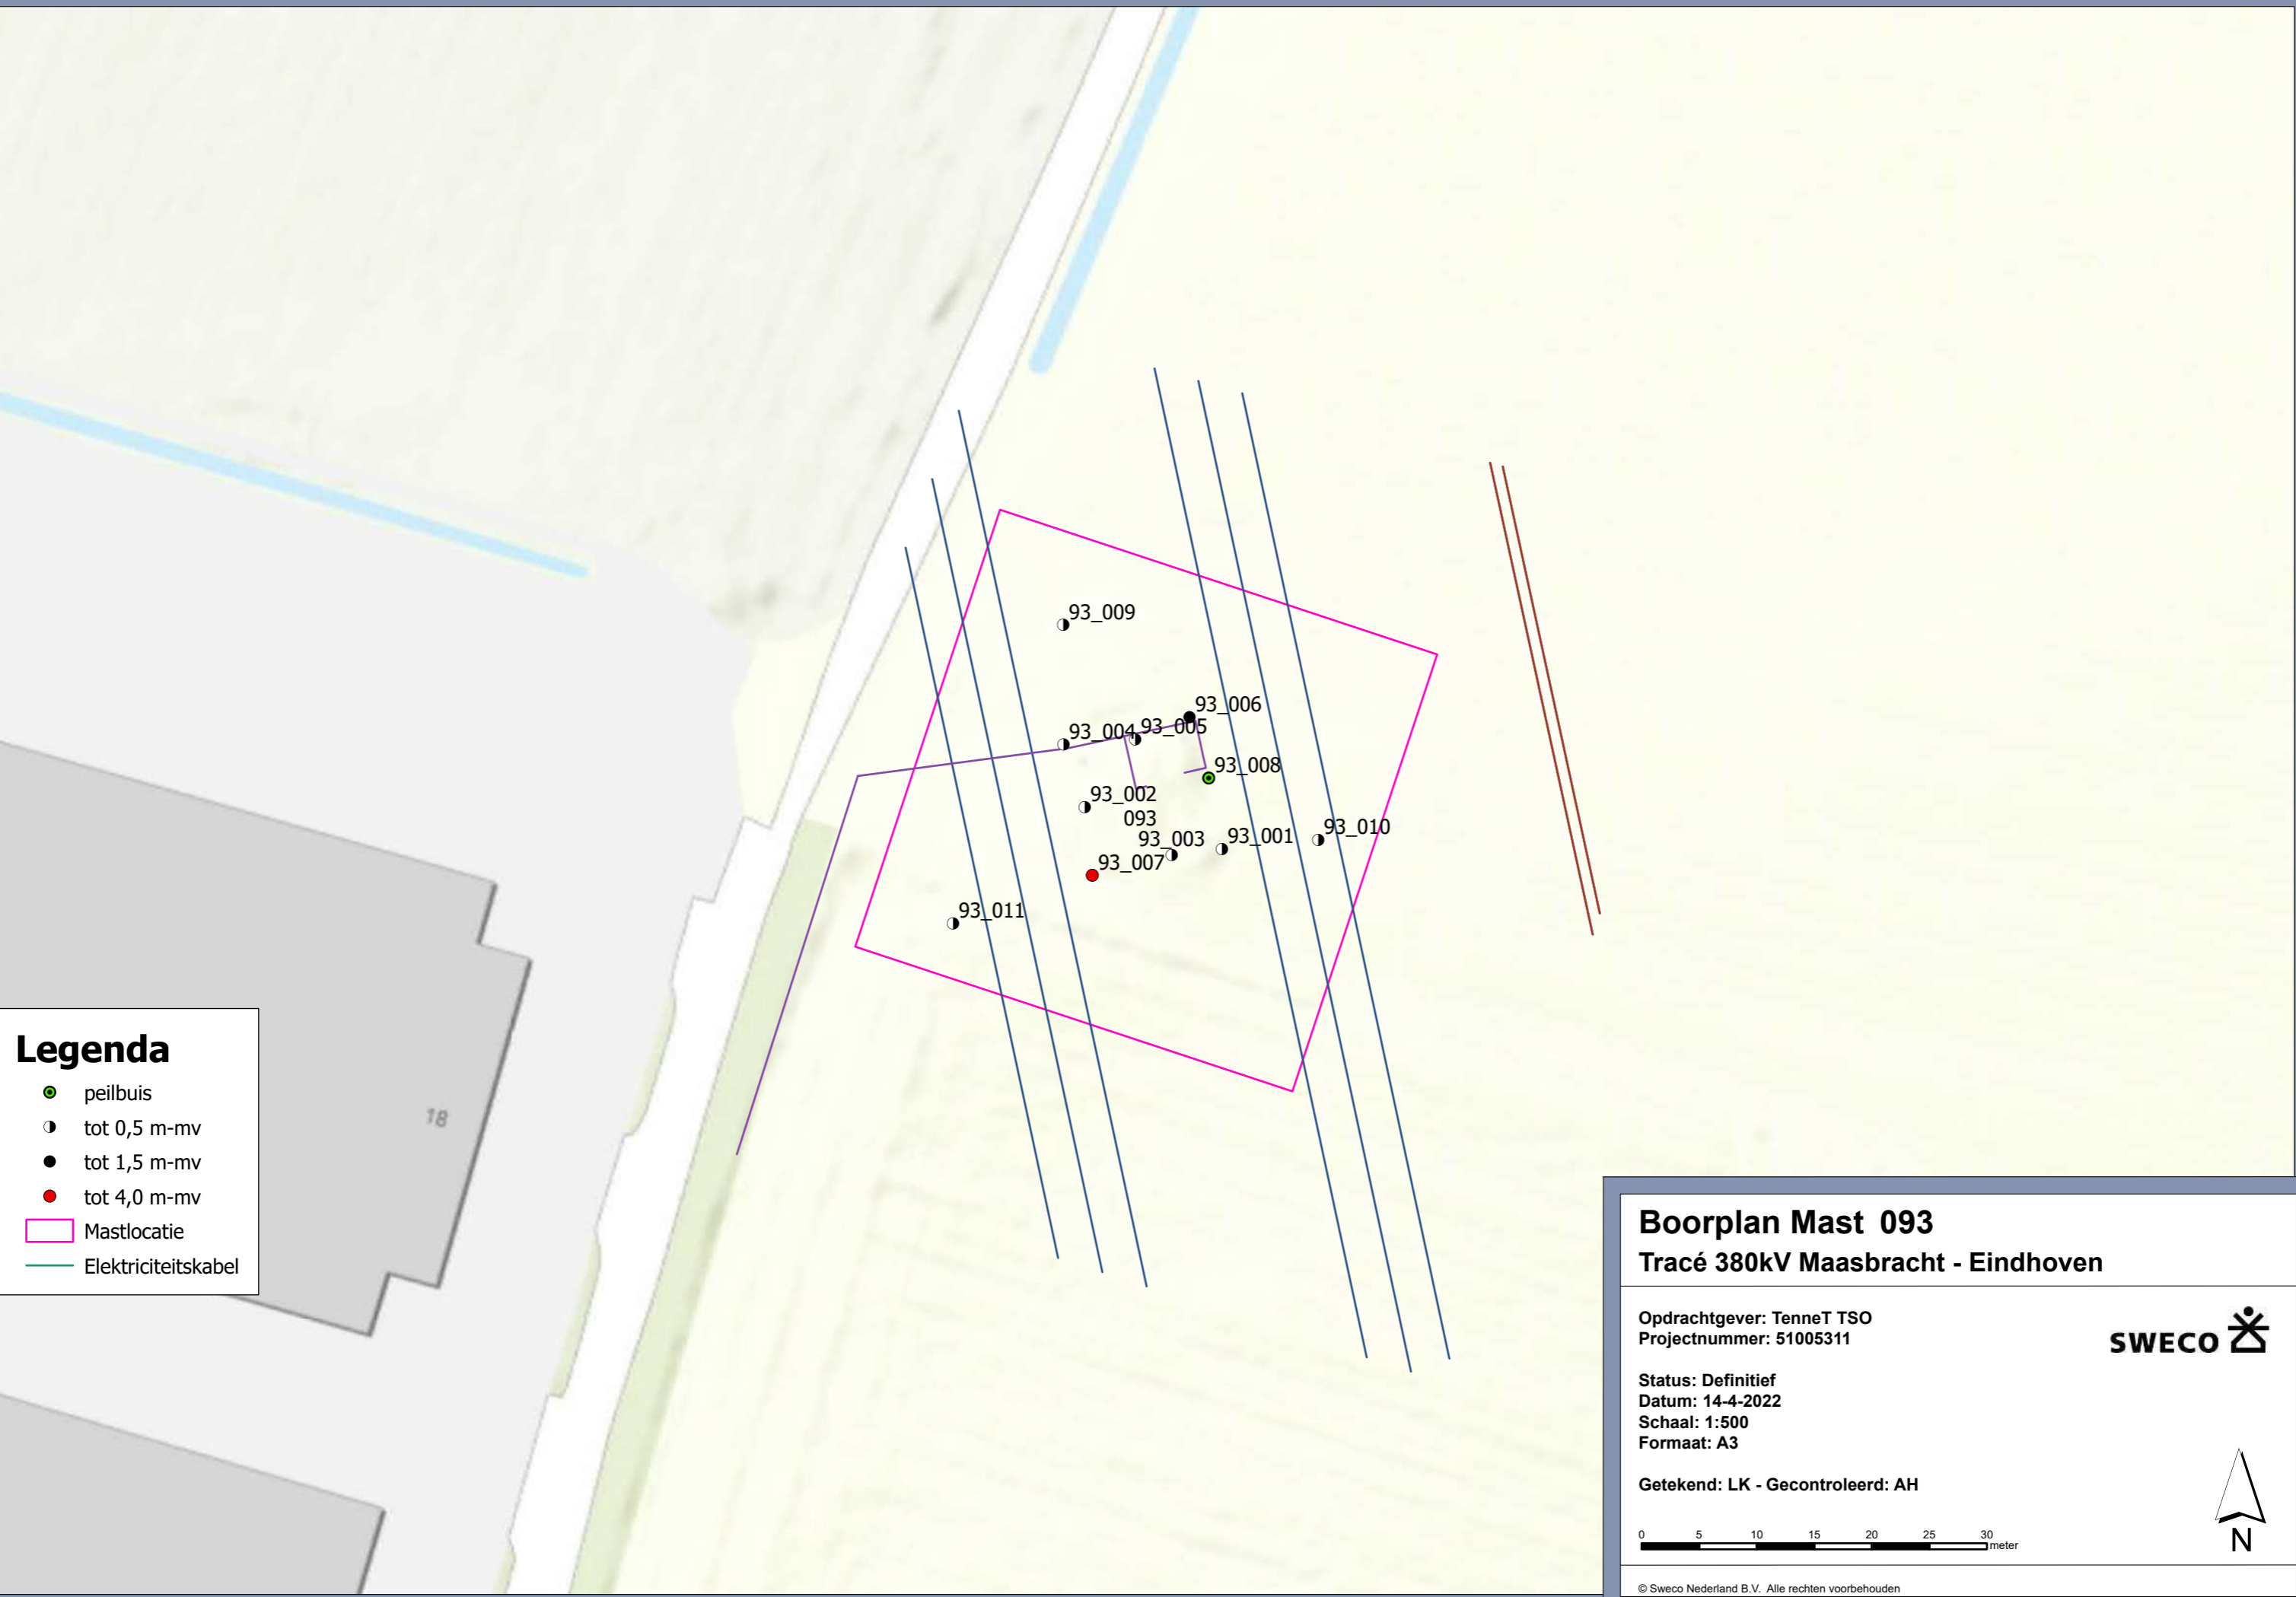 93_009
93_006
93_004
93_005
93_008
93_002
093
93_003
93_001
93_010
93_007
93_011
18
Legenda
peilbuis
tot 0,5 m-mv
tot 1,5 m-mv
tot 4,0 m-mv
Mastlocatie
Elektriciteitskabel
Boorplan Mast 093
Tracé 380kV Maasbracht - Eindhoven
Opdrachtgever: TenneT TSO
Projectnummer: 51005311
SWECO
Status: Definitief
Datum: 14-4-2022
Schaal: 1:500
Formaat: A3
Getekend: LK - Gecontroleerd: AH
0 5 10 15 20 25 30
meter
N
© Sweco Nederland B.V. Alle rechten voorbehouden